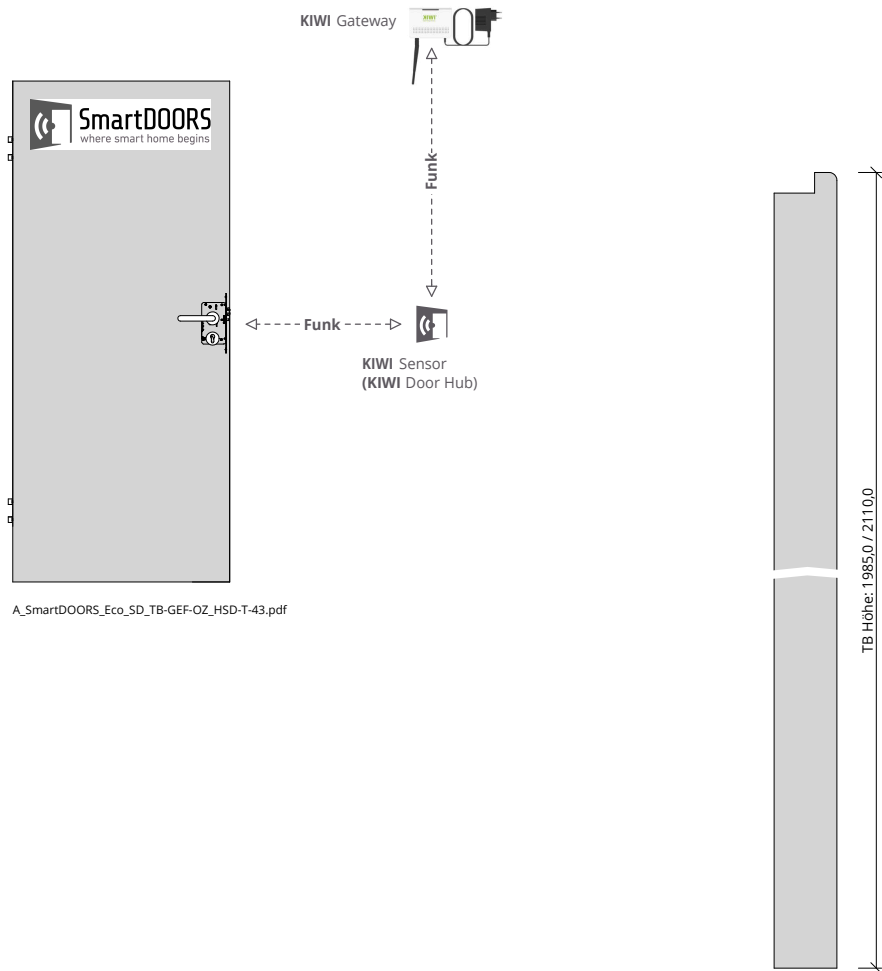 KIWI Gateway
KIWI
SmartDOORS
where smart home begins
Funk
Funk
KIWI Sensor
(KIWI Door Hub)
TB Höhe: 1985,0 / 2110,0
A_SmartDOORS_Eco_SD_TB-GEF-OZ_HSD-T-43.pdf